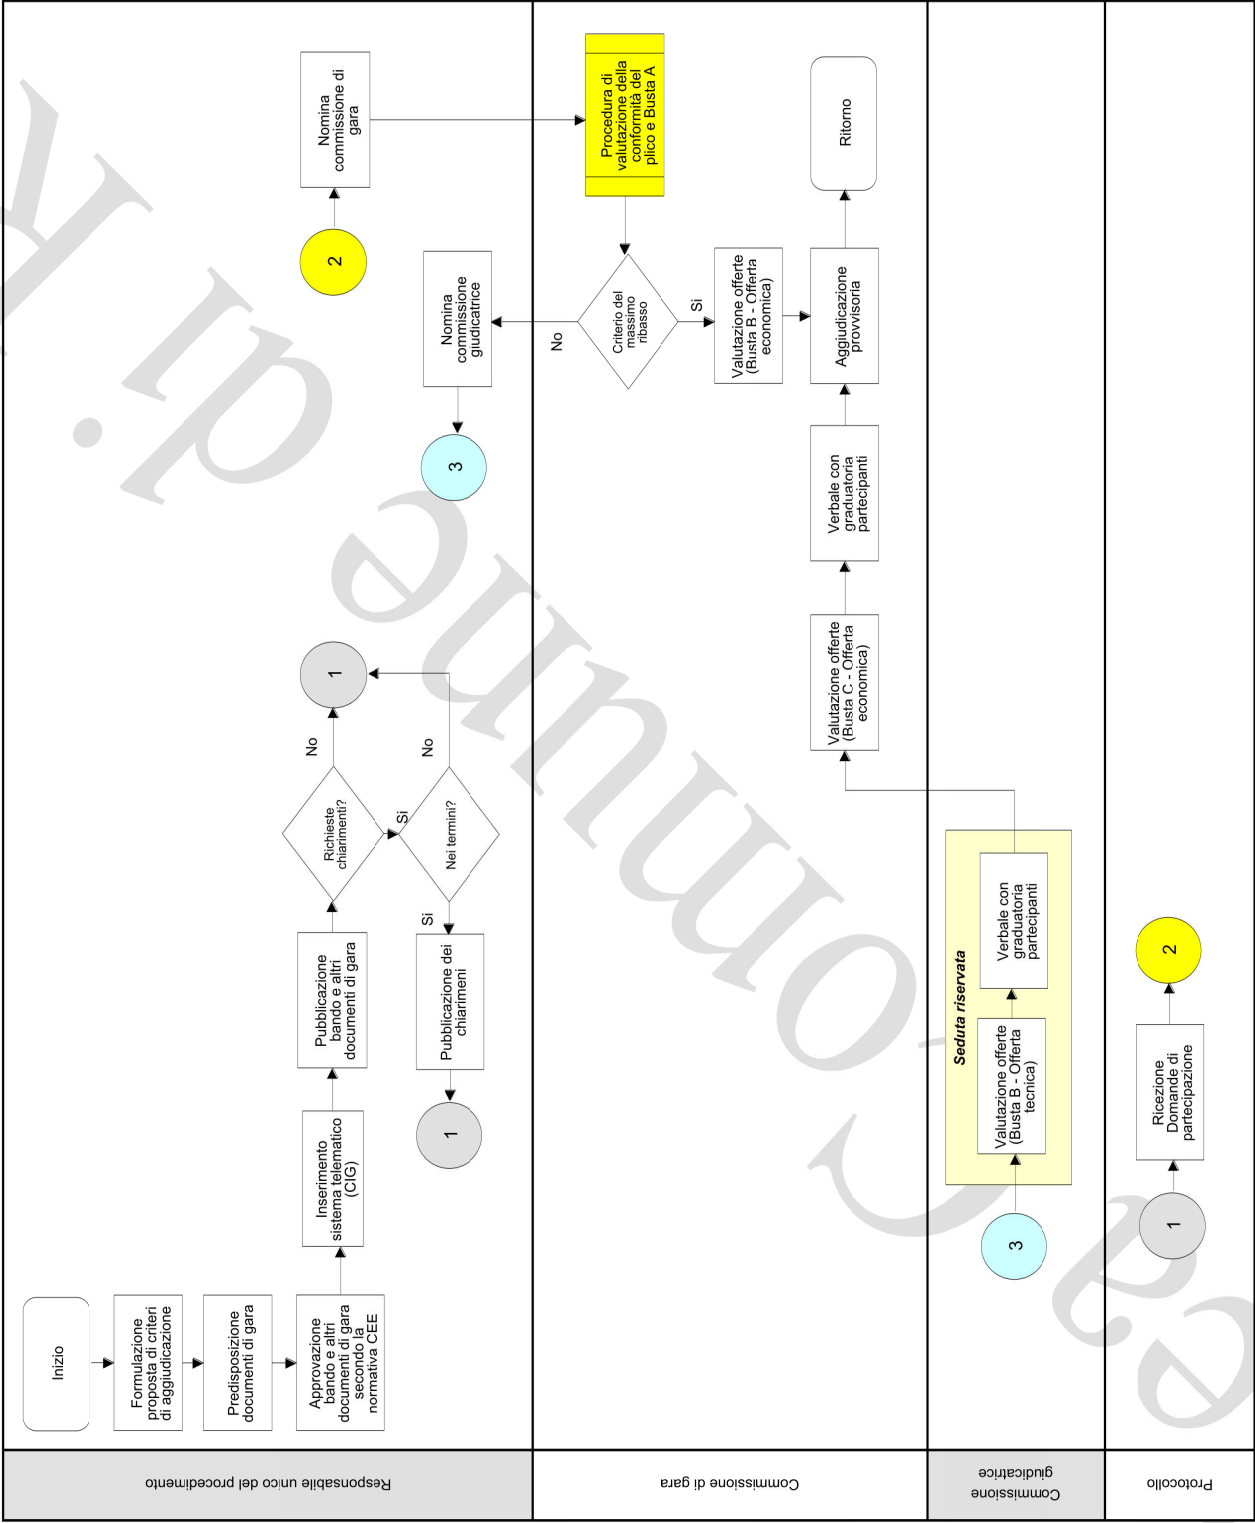 Responsabile unico del procedimento
Inizio
Formulazione
proposta di criteri
di aggiudicazione
Predisposizione
documenti di gara
Approvazione
bando e altri
documenti di gara
secondo la
normativa CEE
Inserimento
sistema telematico
(CIG)
Pubblicazione
bando e altri
documenti di gara
Richieste
chiarimenti?
No
1
Si
Nei termini?
No
Si
Pubblicazione dei
chiarimeni
1
2
Nomina
commissione di
gara
Nomina
commissione
giudicatrice
3
Commissione di gara
Procedura di
valutazione della
conformità del
plico e Busta A
Criterio del
massimo
ribasso
No
Si
Valutazione offerte
(Busta B - Offerta
economica)
Valutazione offerte
(Busta C - Offerta
economica)
Verbale con
graduatoria
partecipanti
Aggiudicazione
provvisoria
Ritorno
Commissione
giudicatrice
3
Seduta riservata
Valutazione offerte
(Busta B - Offerta
tecnica)
Verbale con
graduatoria
partecipanti
Protocollo
1
Ricezione
Domande di
partecipazione
2
ea Comune di R